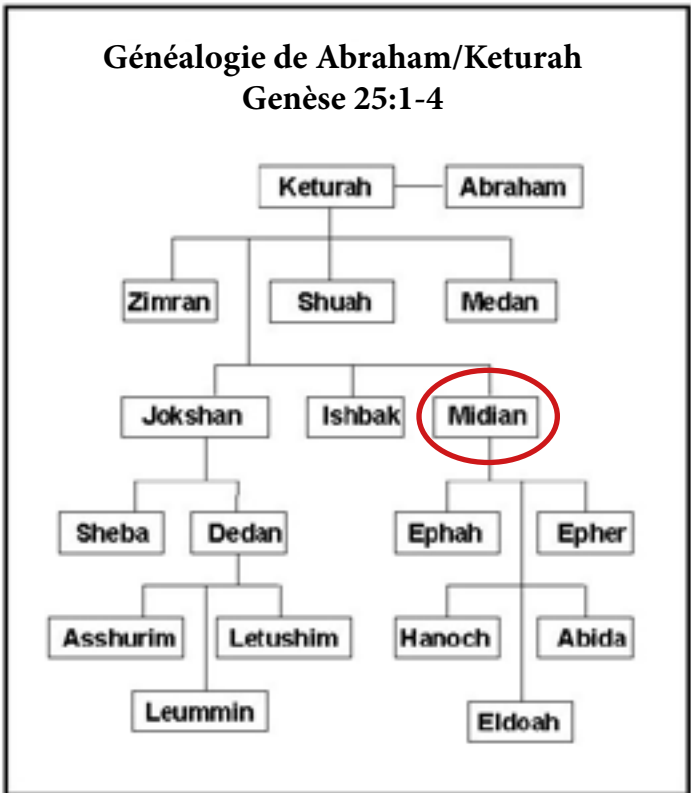 Généalogie de Abraham/Keturah
Genèse 25:1-4
Keturah Abraham
Zimran Shuah Medan
Jokshan Ishbak Midian
Sheba Dedan Ephah Epher
Asshurim Letushim Hanoch Abida
Leummin Eldoah